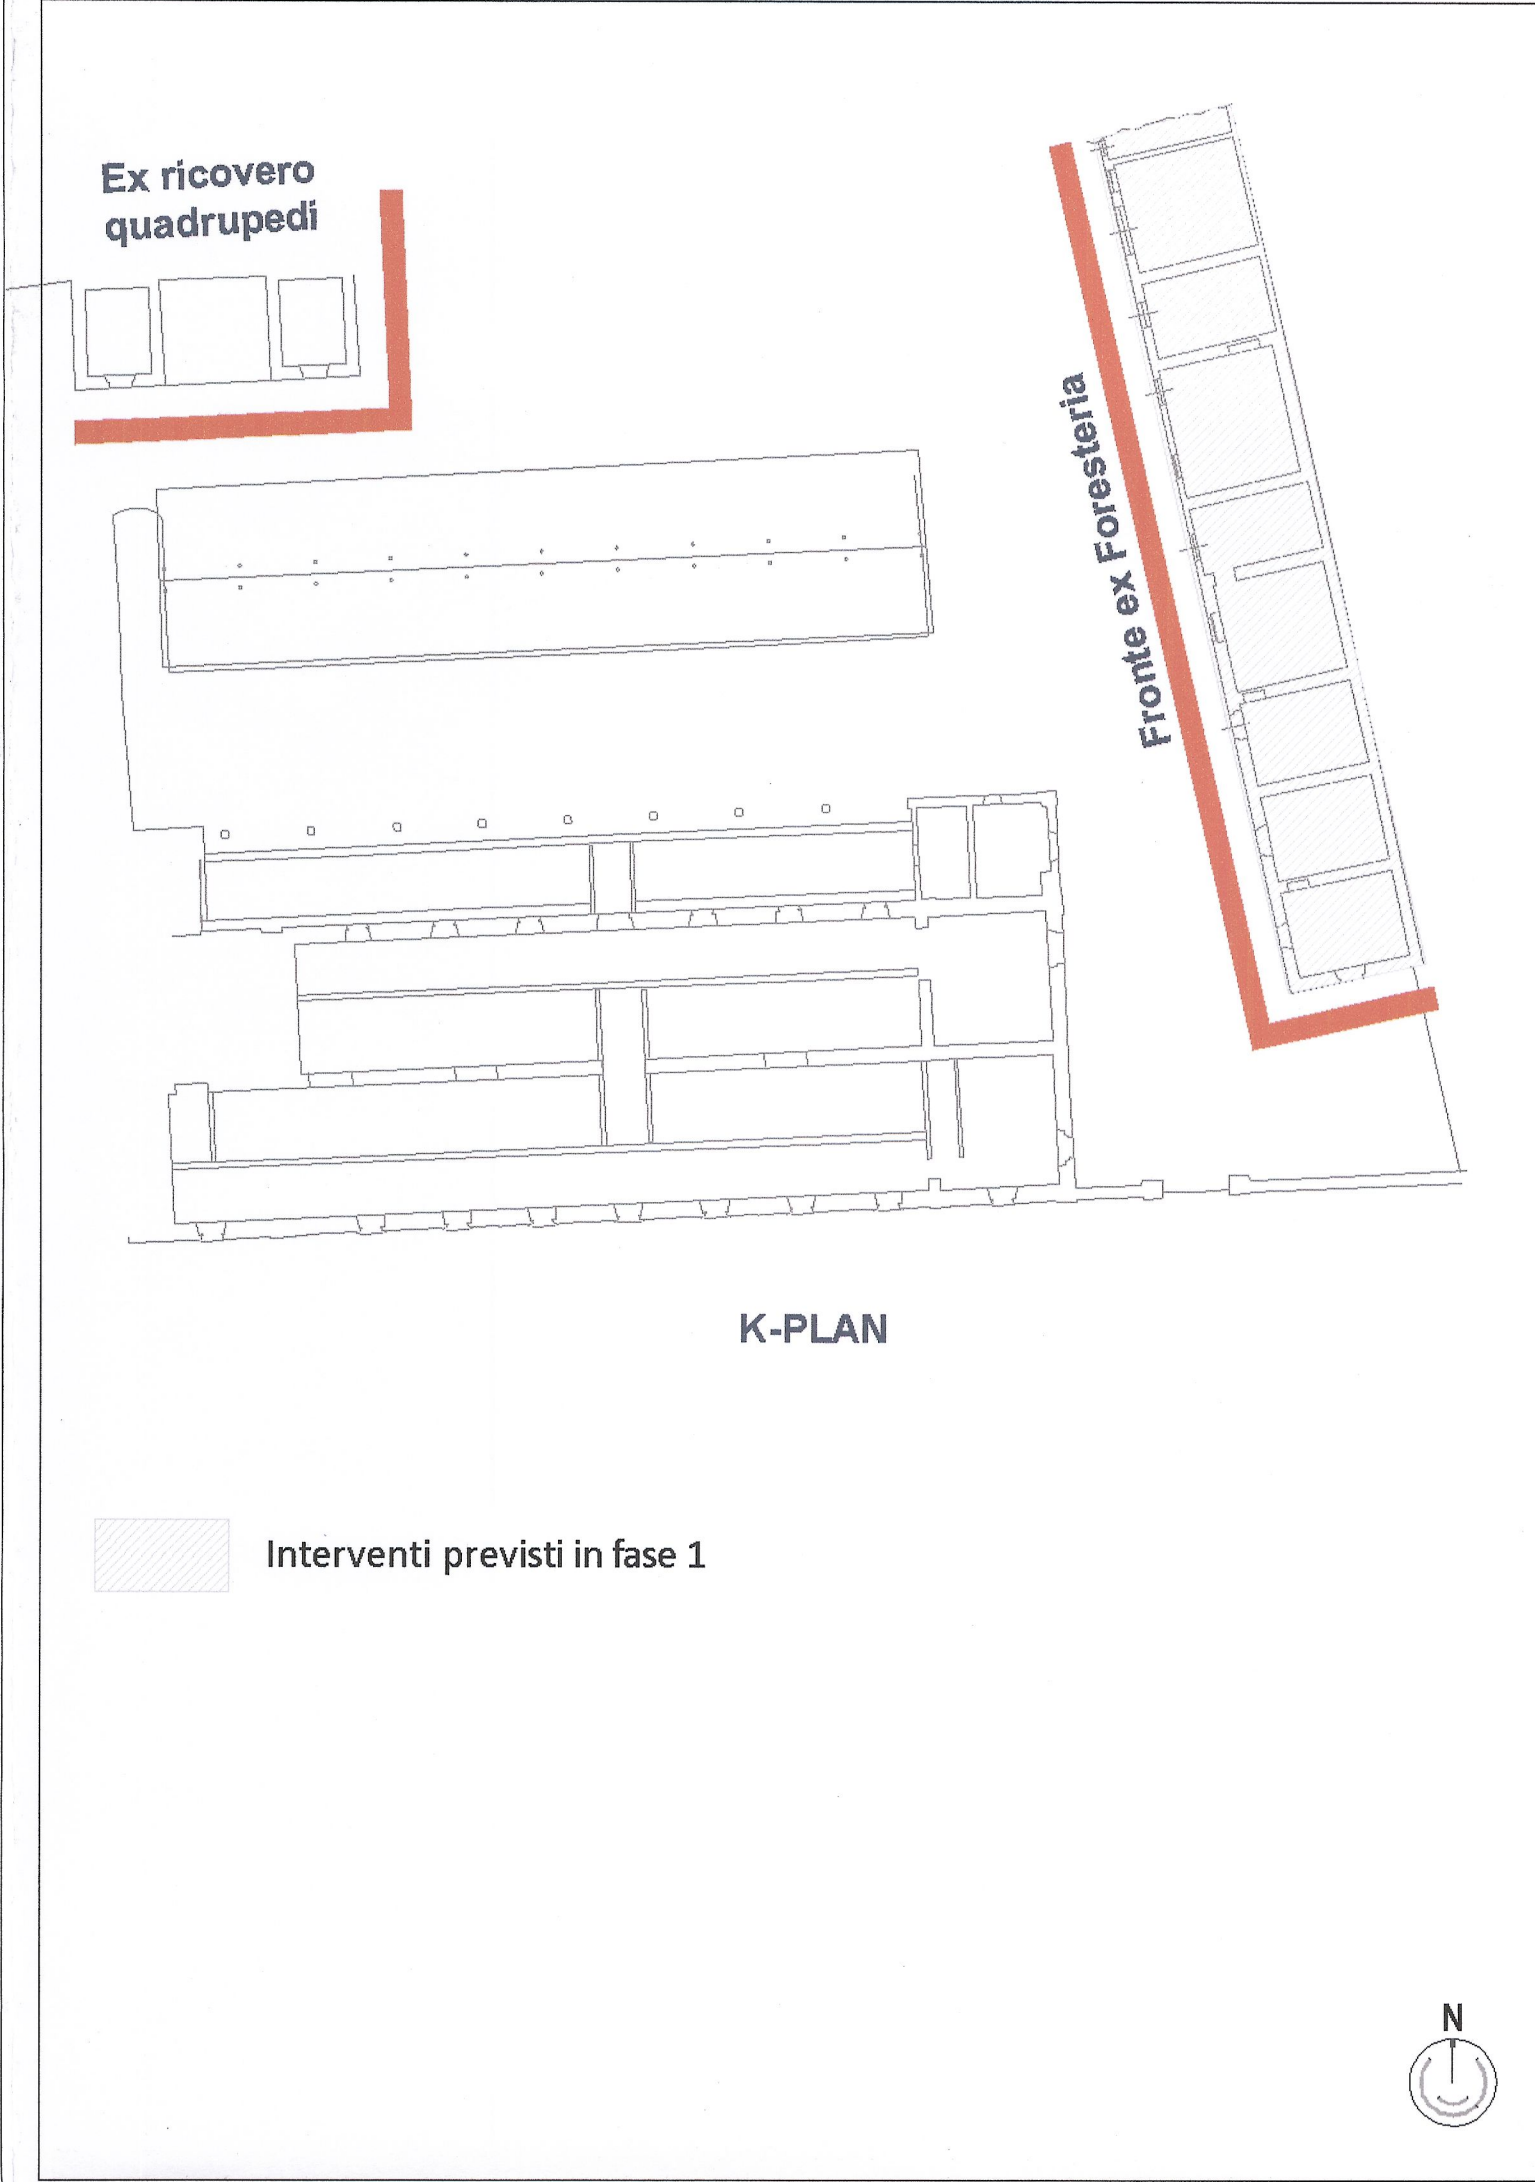 Ex ricovero
quadrupedi
Fronte ex Foresteria
K-PLAN
Interventi previsti in fase 1
N